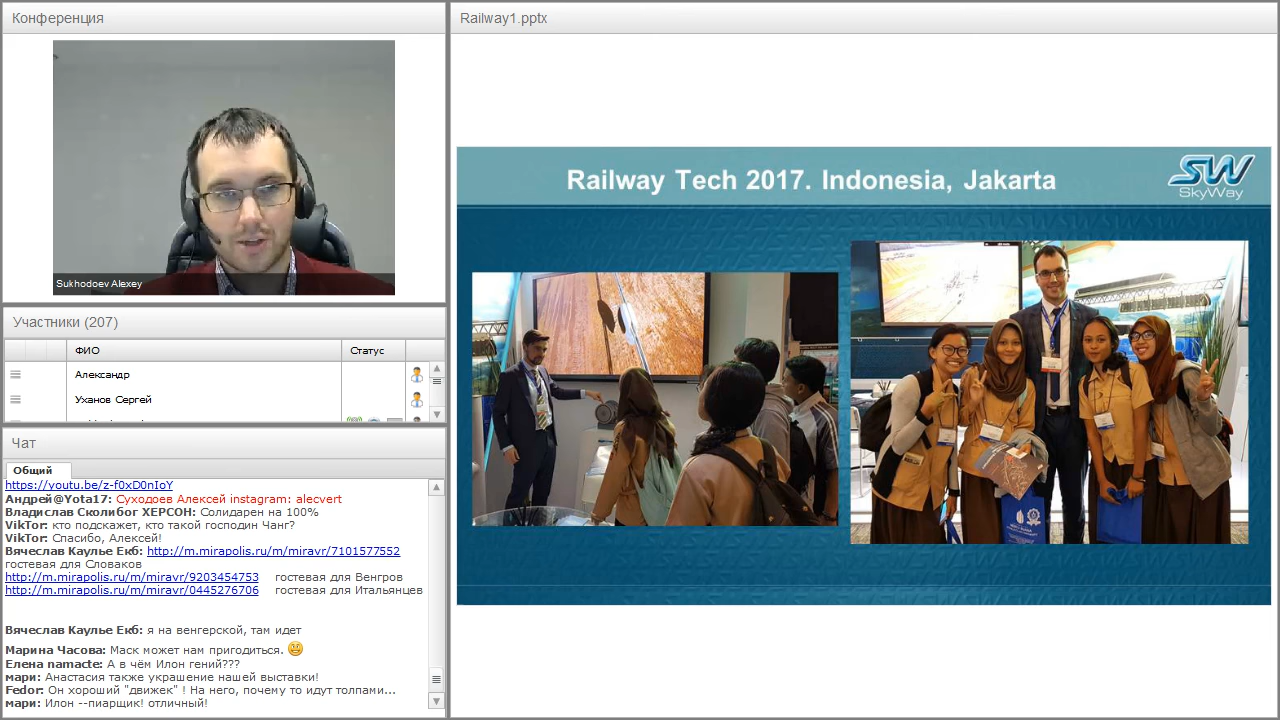 Конференция
Sukhodoev Alexey
Участники (207)
ФИО
Статус
Александр
Уханов Сергей
Чат
Общий
https://youtu.be/z-f0xD0nIoY
Андрей@Yota17: Суходоев Алексей instagram: alecvert
Владислав Сколибог ХЕРСОН: Солидарен на 100%
VikTor: кто подскажет, кто такой господин Чанг?
VikTor: Спасибо, Алексей!
Вячеслав Каулье Екб: http://m.mirapolis.ru/m/miravr/7101577552
гостевая для Словаков
http://m.mirapolis.ru/m/miravr/9203454753 гостевая для Венгров
http://m.mirapolis.ru/m/miravr/0445276706 гостевая для Итальянцев
Вячеслав Каулье Екб: я на венгерской, там идет
Марина Часова: Маск может нам пригодиться.
Елена namacte: А в чём Илон гений???
мари: Анастасия также украшение нашей выставки!
Fedor: Он хороший "движек" ! На него, почему то идут толпами...
мари: Илон --пиарщик! отличный!
Railway1.pptx
Railway Tech 2017. Indonesia, Jakarta
SW
SkyWay